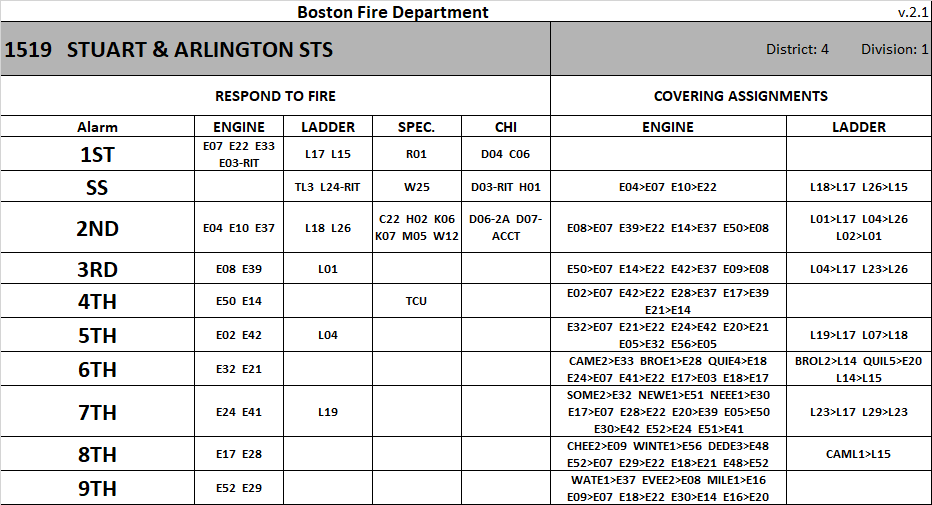 Boston Fire Department v.2.1
1519 STUART & ARLINGTON STS District: 4 Division: 1
RESPOND TO FIRE COVERING ASSIGNMENTS
Alarm ENGINE LADDER SPEC. CHI ENGINE LADDER
1ST E07 E22 E33 L17 L15 R01 D04 C06
E03-RIT
SS TL3 L24-RIT W25 D03-RIT H01 E04>E07 E10>E22 L18>L17 L26>L15
2ND E04 E10 E37 L18 L26 C22 H02 K06 D06-2A D07- E08>E07 E39>E22 E14>E37 E50>E08 L01>L17 L04>L26
K07 M05 W12 ACCT L02>L01
3RD E08 E39 L01 E50>E07 E14>E22 E42>E37 E09>E08 L04>L17 L23>L26
4TH E50 E14 TCU E02>E07 E42>E22 E28>E37 E17>E39
E21>E14
5TH E02 E42 L04 E32>E07 E21>E22 E24>E42 E20>E21 L19>L17 L07>L18
E05>E32 E56>E05
6TH E32 E21 CAME2>E33 BROE1>E28 QUIE4>E18 BROL2>L14 QUIL5>E20
E24>E07 E41>E22 E17>E03 E18>E17 L14>L15
7TH E24 E41 L19 SOME2>E32 NEWE1>E51 NEEE1>E30 L23>L17 L29>L23
E17>E07 E28>E22 E20>E39 E05>E50
E30>E42 E52>E24 E51>E41
8TH E17 E28 CHEE2>E09 WINTE1>E56 DEDE3>E48 CAML1>L15
E52>E07 E29>E22 E18>E21 E48>E52
9TH E52 E29 WATE1>E37 EVEE2>E08 MILE1>E16
E09>E07 E18>E22 E30>E14 E16>E20